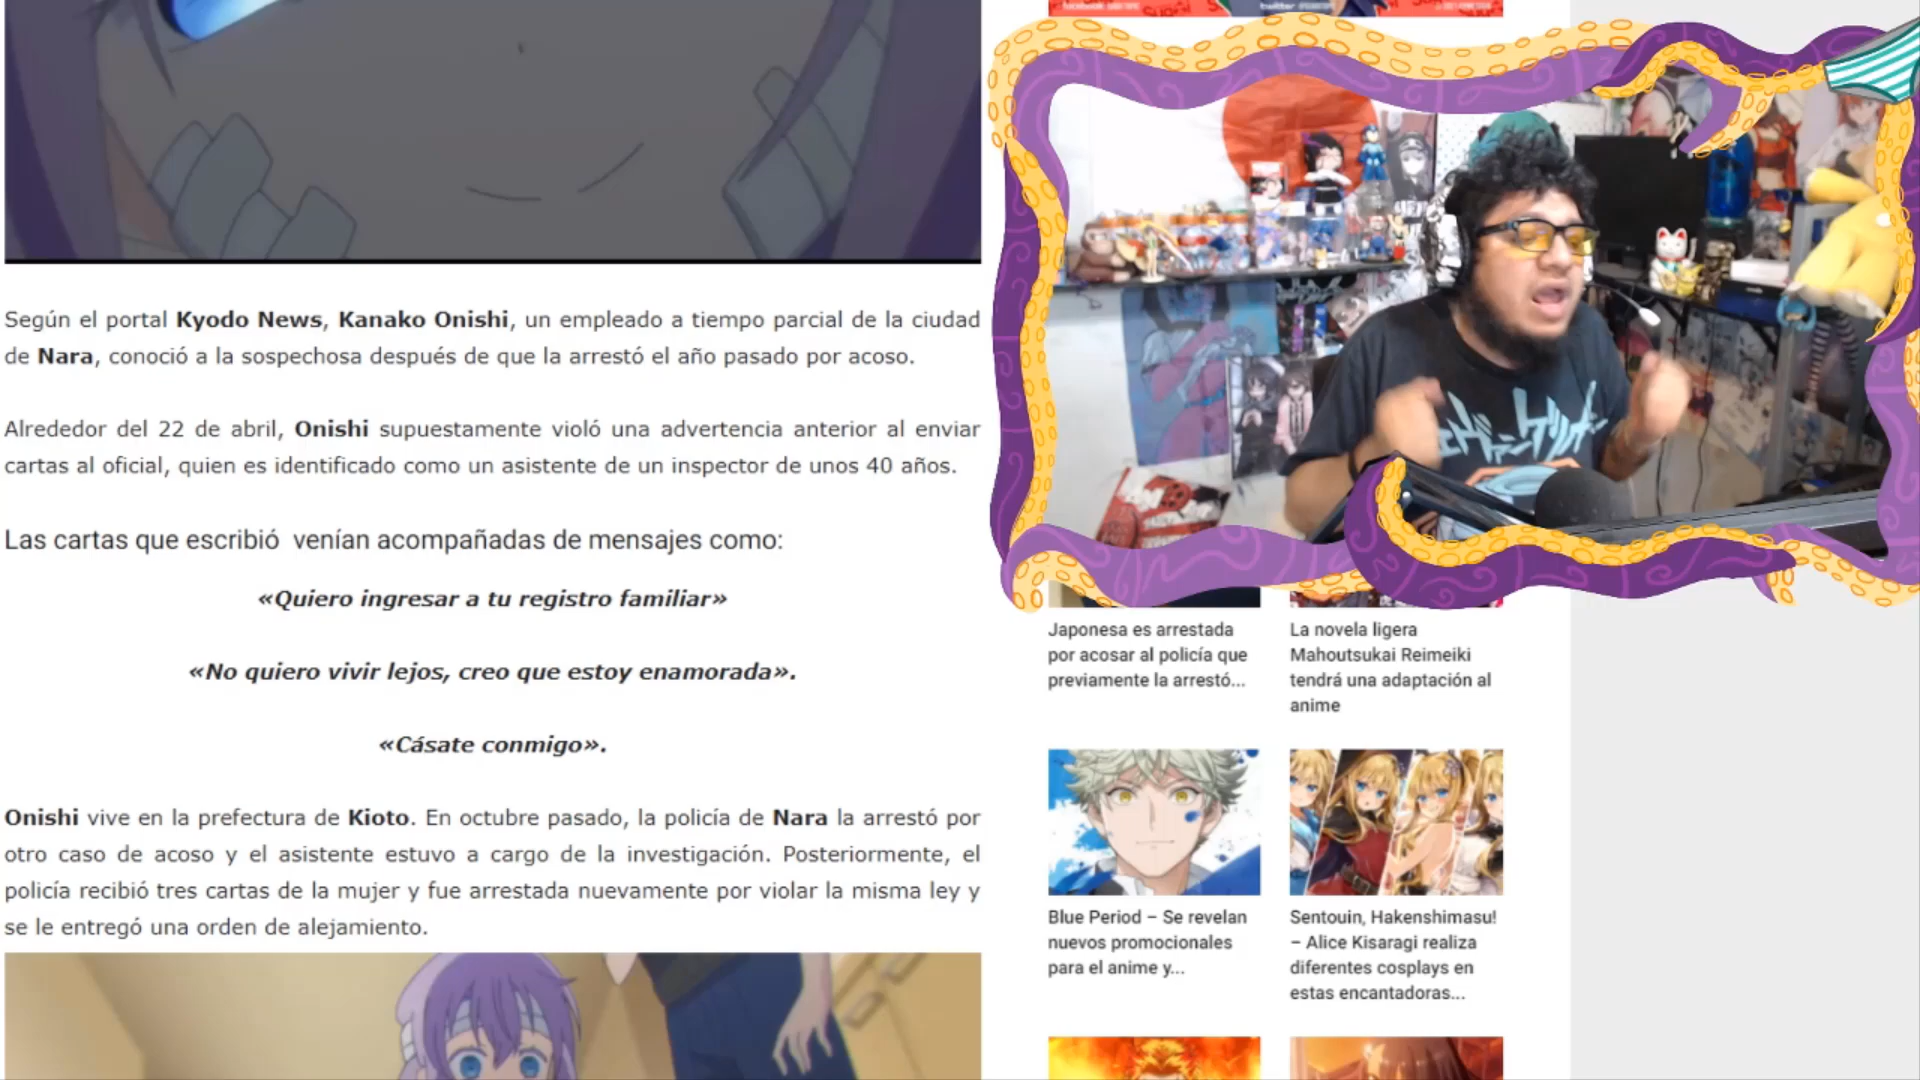 Según el portal Kyodo News, Kanako Onishi, un empleado a tiempo parcial de la ciudad
de Nara, conoció a la sospechosa después de que la arrestó el año pasado por acoso.
Alrededor del 22 de abril, Onishi supuestamente violó una advertencia anterior al enviar
cartas al oficial, quien es identificado como un asistente de un inspector de unos 40 años.
Las cartas que escribió venían acompañadas de mensajes como:
«Quiero ingresar a tu registro familiar»
«No quiero vivir lejos, creo que estoy enamorada».
«Cásate conmigo».
Onishi vive en la prefectura de Kioto. En octubre pasado, la policía de Nara la arrestó por
otro caso de acoso y el asistente estuvo a cargo de la investigación. Posteriormente, el
policía recibió tres cartas de la mujer y fue arrestada nuevamente por violar la misma ley y
se le entregó una orden de alejamiento.
Japonesa es arrestada
por acosar al policía que
previamente la arrestó...
La novela ligera
Mahoutsukai Reimeiki
tendrá una adaptación al
anime
Blue Period – Se revelan
nuevos promocionales
para el anime y...
Sentouin, Hakenshimasu!
– Alice Kisaragi realiza
diferentes cosplays en
estas encantadoras...